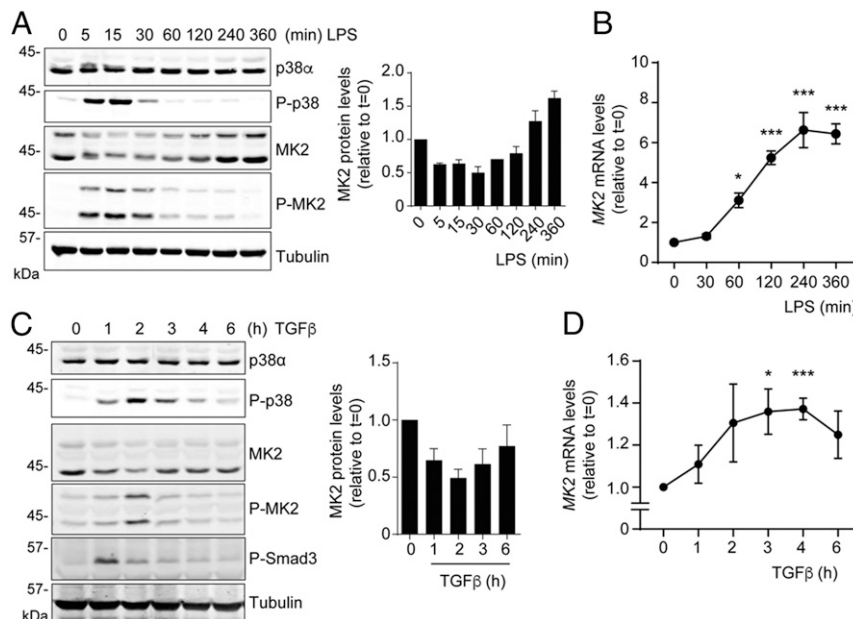 A
0 5 15 30 60 120 240 360 (min) LPS
45-
p38α
45-
P-p38
MK2
45-
P-MK2
45-
57-
Tubulin
kDa
MK2 protein levels
(relative to t=0)
2.0
1.5
1.0
0.5
0
0 5 15 30 60 120 240 360
LPS (min)
B
MK2 mRNA levels
(relative to t=0)
10
8
6
4
2
0
* *** *** ***
0 30 60 120 240 360
LPS (min)
C
0 1 2 3 4 6 (h) TGFβ
45-
p38α
45-
P-p38
MK2
45-
P-MK2
45-
57-
P-Smad3
57-
Tubulin
kDa
MK2 protein levels
(relative to t=0)
1.5
1.0
0.5
0
0 1 2 3 6
TGFβ (h)
D
MK2 mRNA levels
(relative to t=0)
1.6
1.4
1.2
1.0
0
* ***
0 1 2 3 4 6
TGFβ (h)